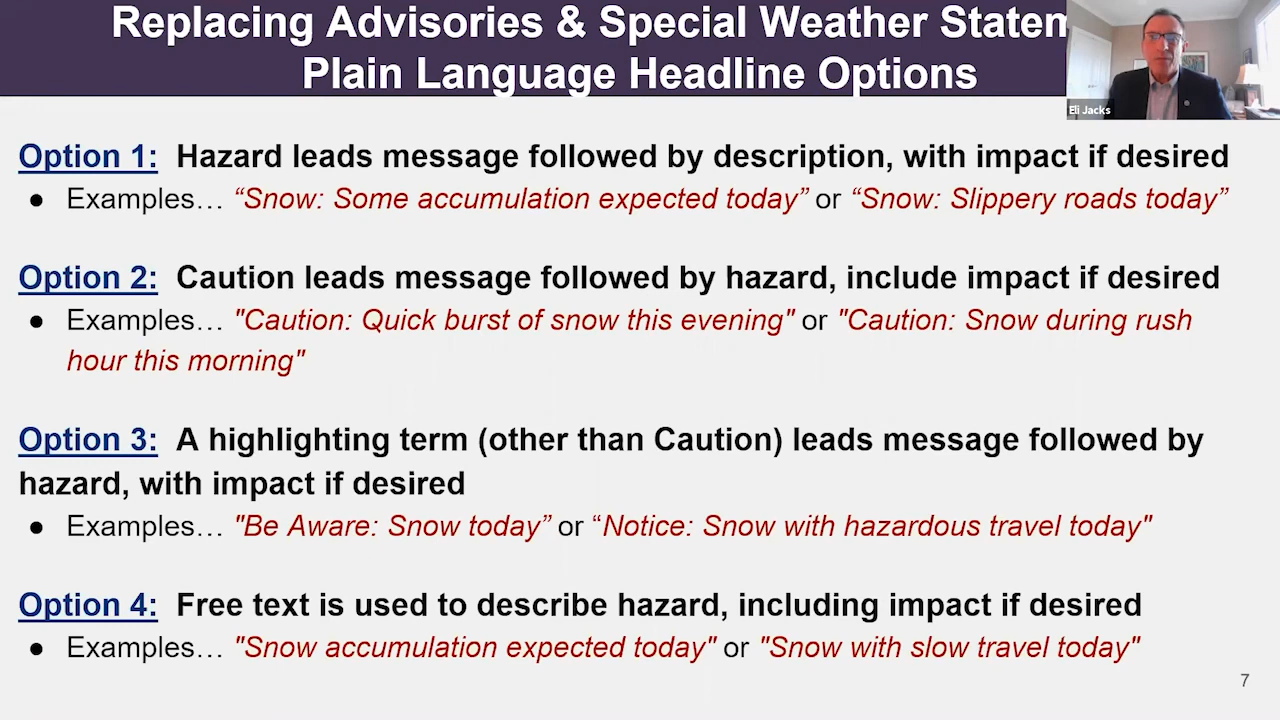 Replacing Advisories & Special Weather Statem
Plain Language Headline Options
Eli Jacks
Option 1: Hazard leads message followed by description, with impact if desired
● Examples… “Snow: Some accumulation expected today” or “Snow: Slippery roads today”
Option 2: Caution leads message followed by hazard, include impact if desired
● Examples… "Caution: Quick burst of snow this evening" or "Caution: Snow during rush
hour this morning"
Option 3: A highlighting term (other than Caution) leads message followed by
hazard, with impact if desired
● Examples… "Be Aware: Snow today” or “Notice: Snow with hazardous travel today"
Option 4: Free text is used to describe hazard, including impact if desired
● Examples… "Snow accumulation expected today" or "Snow with slow travel today"
7